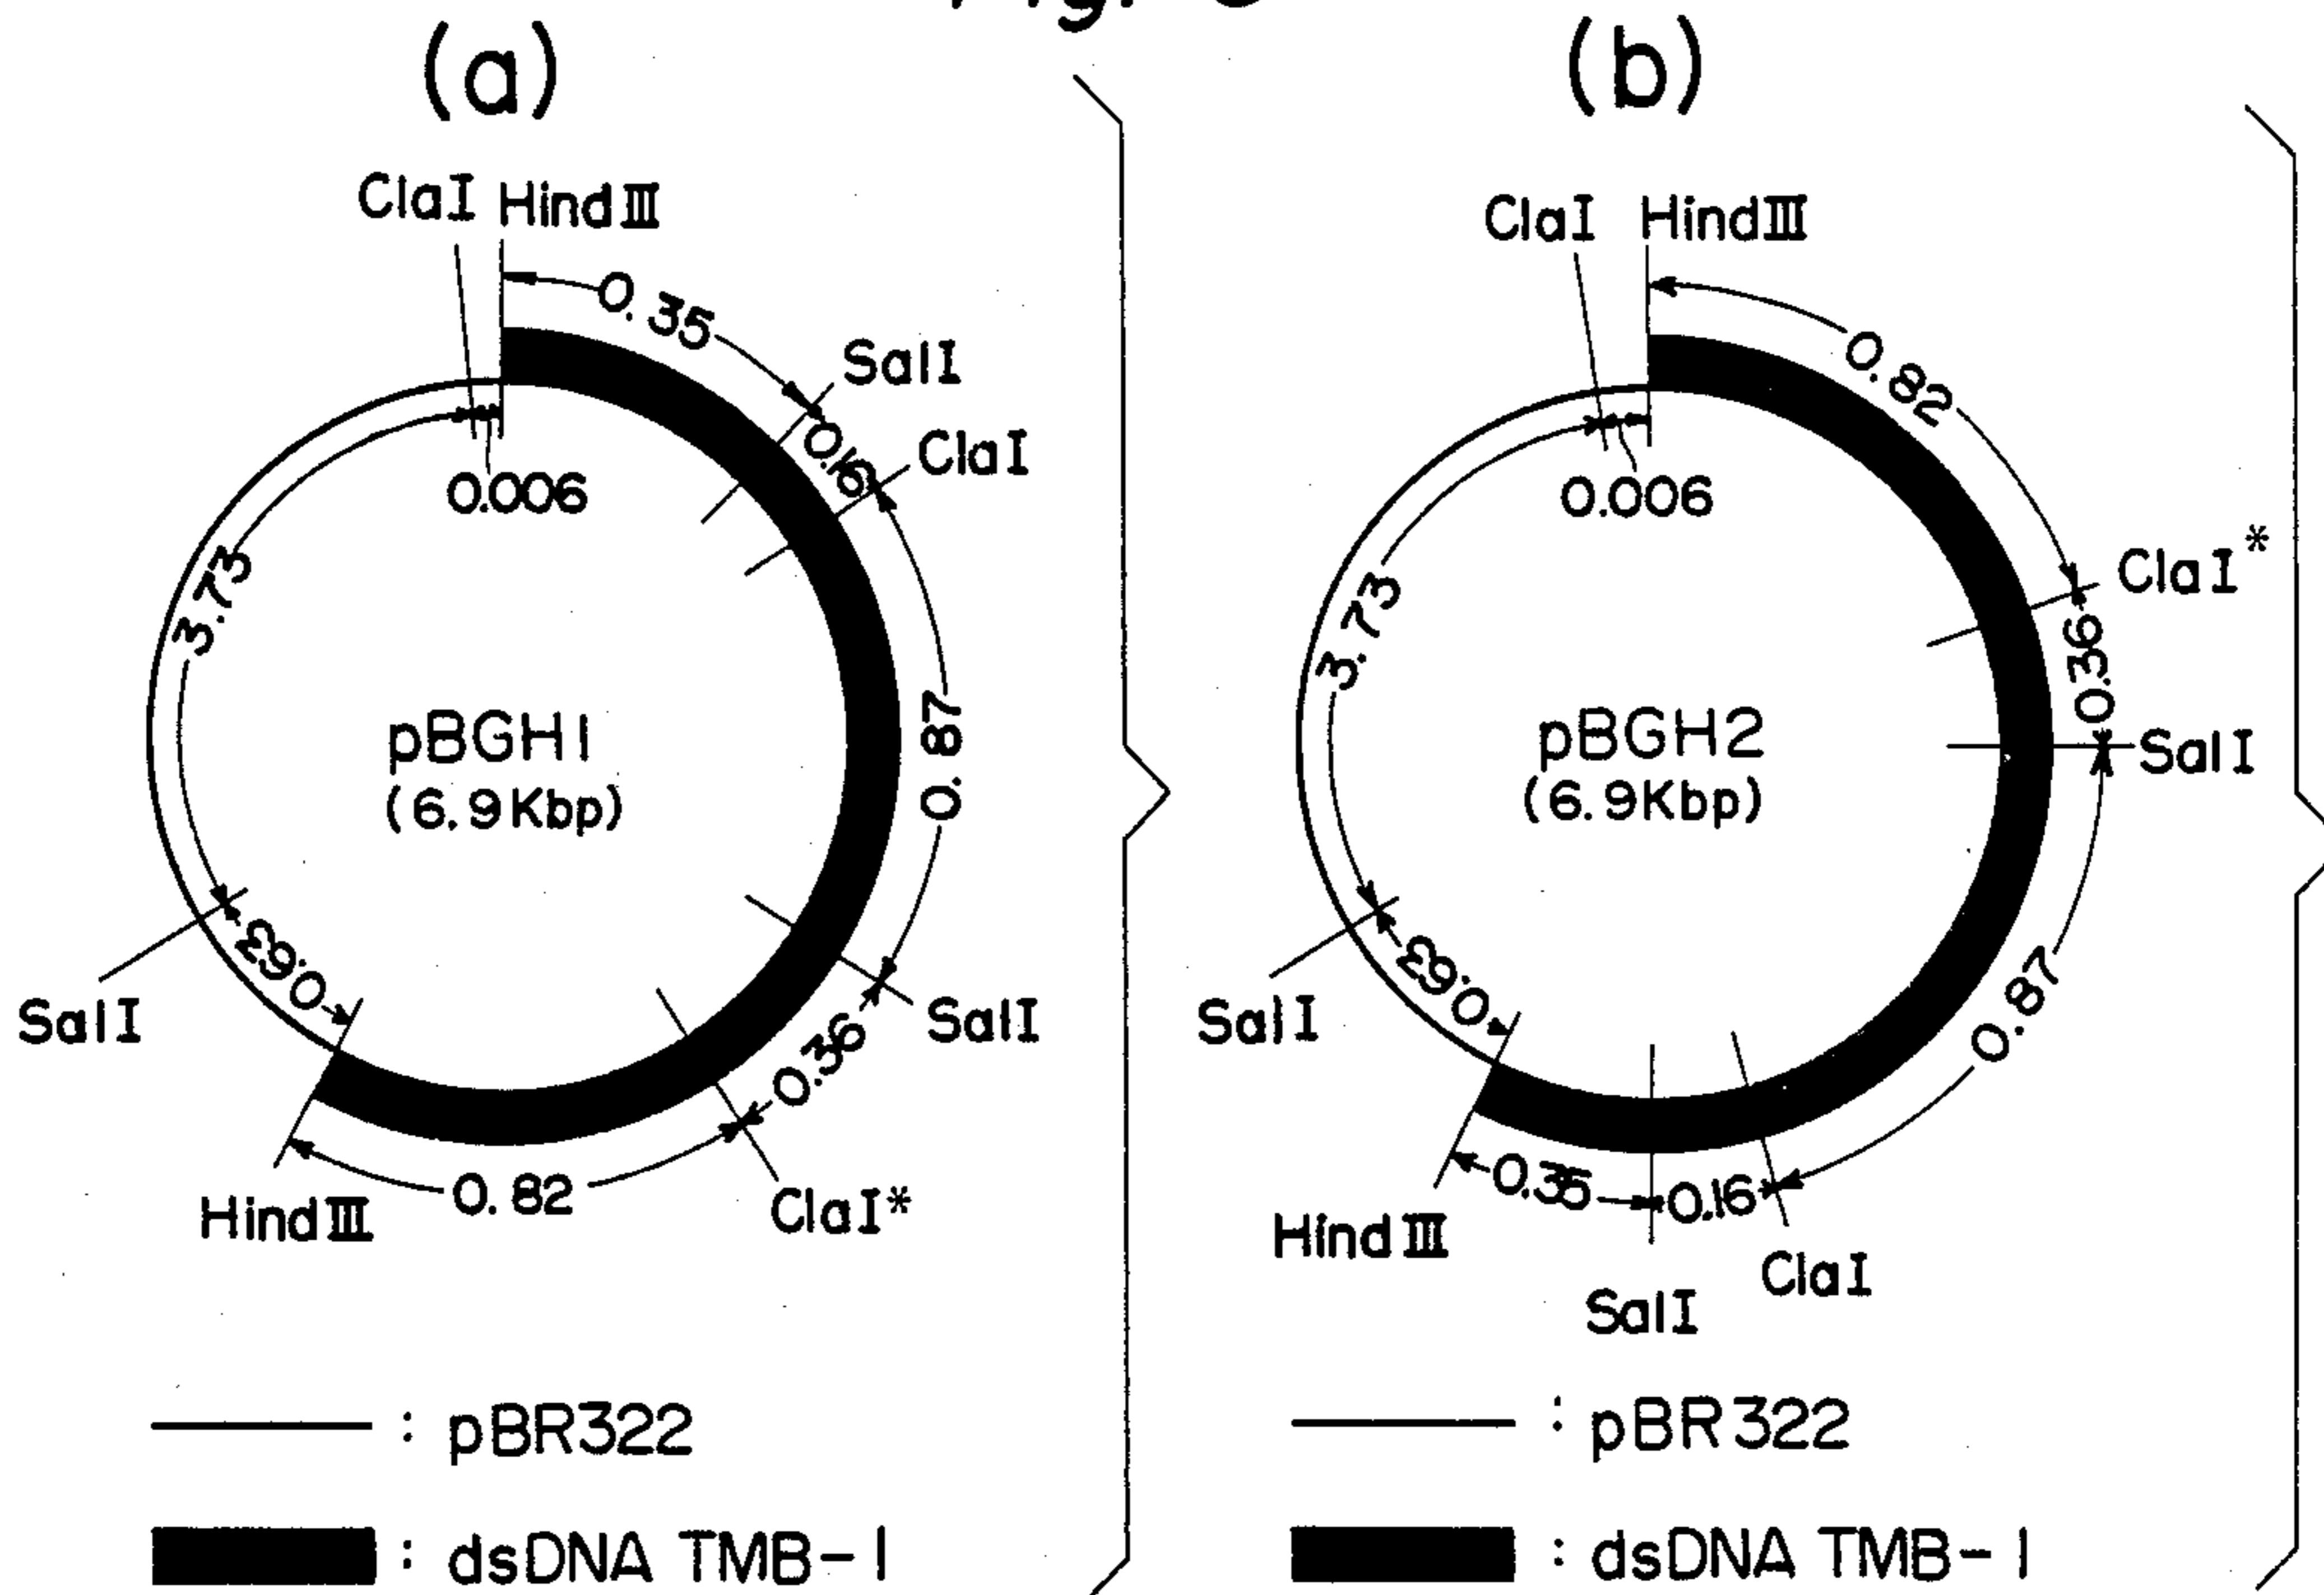 (a)
ClaI HindIII
0.35
SalI
0.16
ClaI
0.006
3.73
0.87
pBGH1
(6.9Kbp)
0.63
SalI
SalI
0.36
0.82
ClaI*
HindIII
: pBR322
: dsDNA TMB-1
(b)
ClaI HindIII
0.82
0.006
ClaI*
3.73
0.36
pBGH2
SalI
(6.9Kbp)
0.63
SalI
0.87
0.35
0.16
HindIII
ClaI
SalI
: pBR322
: dsDNA TMB-1